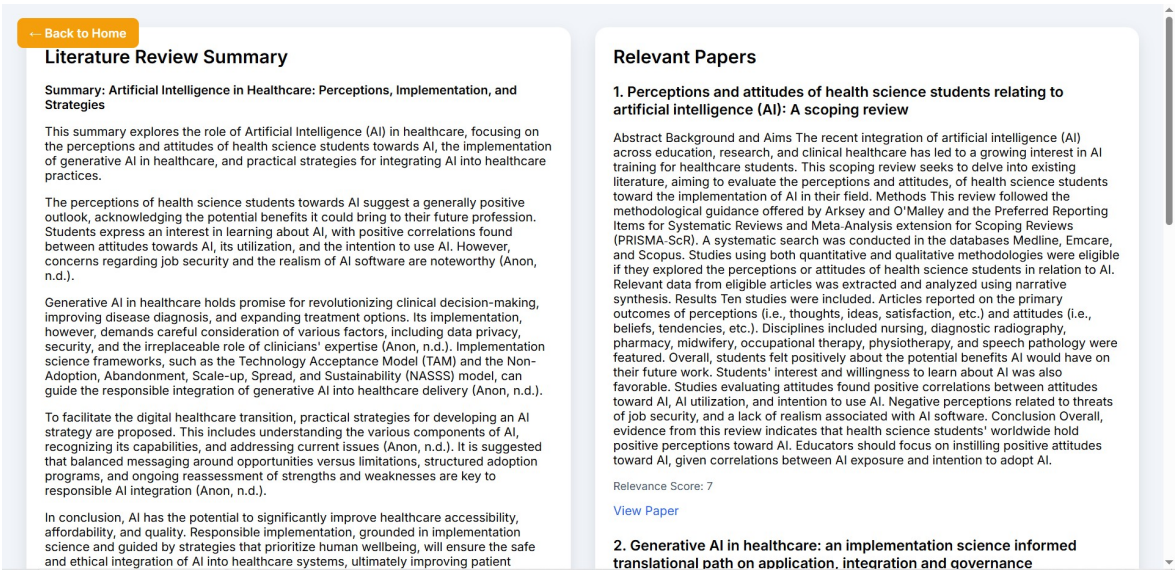 ← Back to Home
Literature Review Summary
Summary: Artificial Intelligence in Healthcare: Perceptions, Implementation, and
Strategies
This summary explores the role of Artificial Intelligence (AI) in healthcare, focusing on
the perceptions and attitudes of health science students towards AI, the implementation
of generative AI in healthcare, and practical strategies for integrating AI into healthcare
practices.
The perceptions of health science students towards AI suggest a generally positive
outlook, acknowledging the potential benefits it could bring to their future profession.
Students express an interest in learning about AI, with positive correlations found
between attitudes towards AI, its utilization, and the intention to use AI. However,
concerns regarding job security and the realism of AI software are noteworthy (Anon,
n.d.).
Generative AI in healthcare holds promise for revolutionizing clinical decision-making,
improving disease diagnosis, and expanding treatment options. Its implementation,
however, demands careful consideration of various factors, including data privacy,
security, and the irreplaceable role of clinicians' expertise (Anon, n.d.). Implementation
science frameworks, such as the Technology Acceptance Model (TAM) and the Non-
Adoption, Abandonment, Scale-up, Spread, and Sustainability (NASSS) model, can
guide the responsible integration of generative AI into healthcare delivery (Anon, n.d.).
To facilitate the digital healthcare transition, practical strategies for developing an AI
strategy are proposed. This includes understanding the various components of AI,
recognizing its capabilities, and addressing current issues (Anon, n.d.). It is suggested
that balanced messaging around opportunities versus limitations, structured adoption
programs, and ongoing reassessment of strengths and weaknesses are key to
responsible AI integration (Anon, n.d.).
In conclusion, AI has the potential to significantly improve healthcare accessibility,
affordability, and quality. Responsible implementation, grounded in implementation
science and guided by strategies that prioritize human wellbeing, will ensure the safe
and ethical integration of AI into healthcare systems, ultimately improving patient
Relevant Papers
1. Perceptions and attitudes of health science students relating to
artificial intelligence (AI): A scoping review
Abstract Background and Aims The recent integration of artificial intelligence (AI)
across education, research, and clinical healthcare has led to a growing interest in AI
training for healthcare students. This scoping review seeks to delve into existing
literature, aiming to evaluate the perceptions and attitudes, of health science students
toward the implementation of AI in their field. Methods This review followed the
methodological guidance offered by Arksey and O'Malley and the Preferred Reporting
Items for Systematic Reviews and Meta-Analysis extension for Scoping Reviews
(PRISMA-ScR). A systematic search was conducted in the databases Medline, Emcare,
and Scopus. Studies using both quantitative and qualitative methodologies were eligible
if they explored the perceptions or attitudes of health science students in relation to AI.
Relevant data from eligible articles was extracted and analyzed using narrative
synthesis. Results Ten studies were included. Articles reported on the primary
outcomes of perceptions (i.e., thoughts, ideas, satisfaction, etc.) and attitudes (i.e.,
beliefs, tendencies, etc.). Disciplines included nursing, diagnostic radiography,
pharmacy, midwifery, occupational therapy, physiotherapy, and speech pathology were
featured. Overall, students felt positively about the potential benefits AI would have on
their future work. Students' interest and willingness to learn about AI was also
favorable. Studies evaluating attitudes found positive correlations between attitudes
toward AI, AI utilization, and intention to use AI. Negative perceptions related to threats
of job security, and a lack of realism associated with AI software. Conclusion Overall,
evidence from this review indicates that health science students' worldwide hold
positive perceptions toward AI. Educators should focus on instilling positive attitudes
toward AI, given correlations between AI exposure and intention to adopt AI.
Relevance Score: 7
View Paper
2. Generative AI in healthcare: an implementation science informed
translational path on application, integration and governance